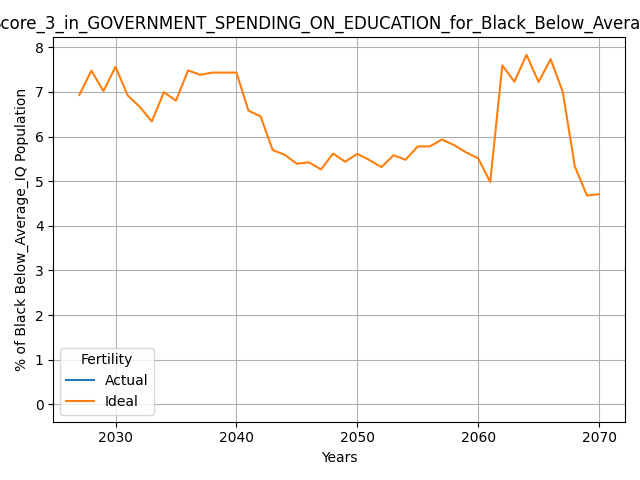 core_3_in_GOVERNMENT_SPENDING_ON_EDUCATION_for_Black_Below_Avera
8
7
6
5
4
3
2
1
0
% of Black Below_Average_IQ Population
Fertility
Actual
Ideal
2030 2040 2050 2060 2070
Years